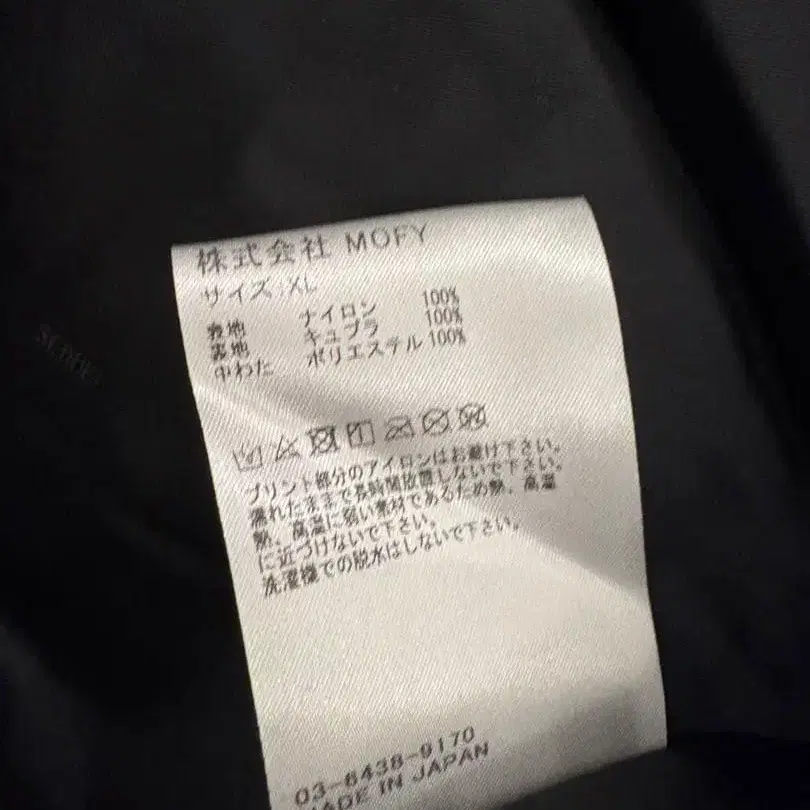 株式会社 MOFY
サイズ:XL
表地 ナイロン 100%
裏地 キュプラ 100%
中わた ポリエステル 100%
プリント部分のアイロンはお避け下さい。
濡れたままで長時間放置しないで下さい。
熱、高温に弱い素材であるため熱、高温
に近づけないで下さい。
洗濯機での脱水はしないで下さい。
03-6438-9170
MADE IN JAPAN